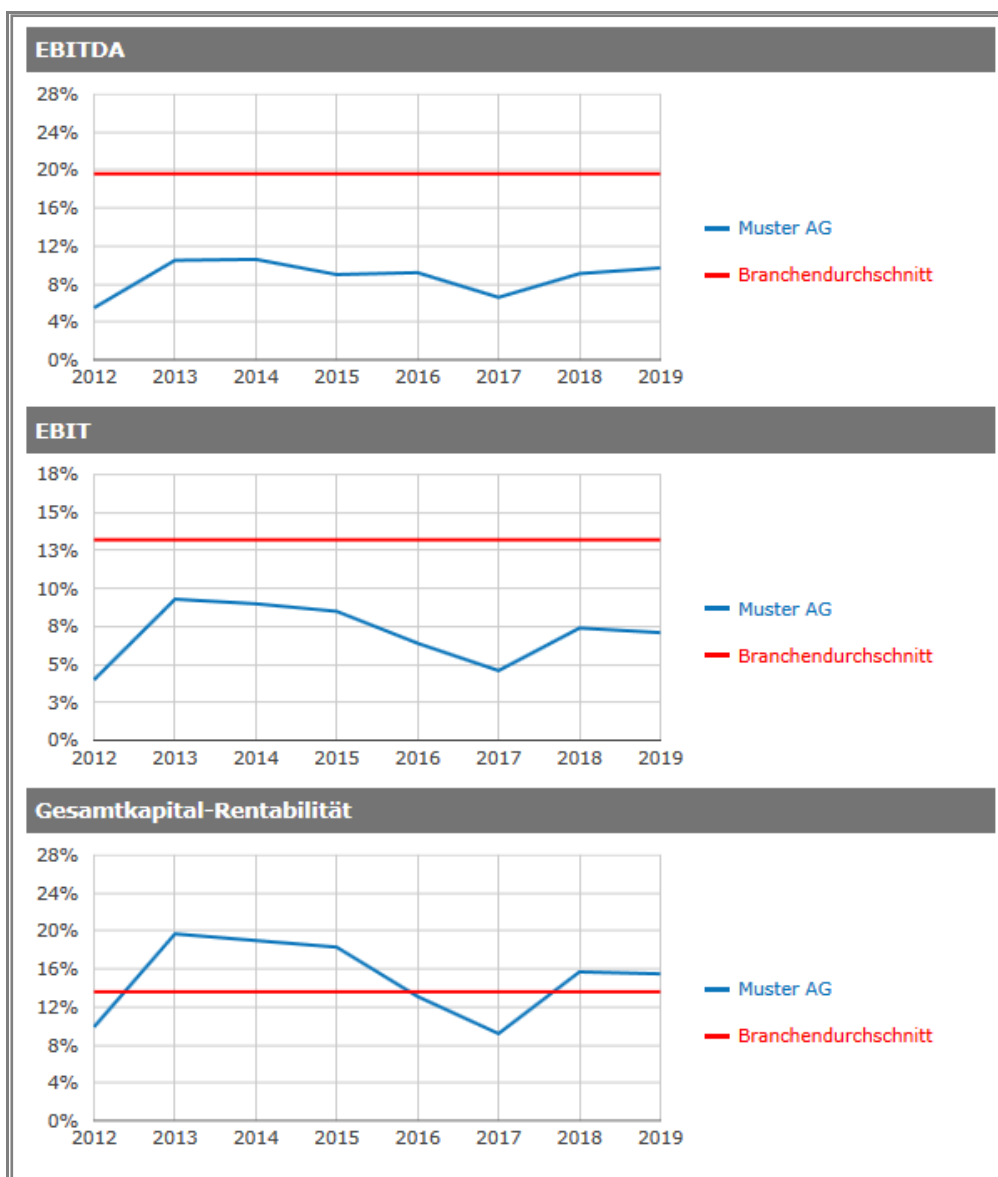 EBITDA
28%
24%
20%
16%
12%
8%
4%
0%
2012 2013 2014 2015 2016 2017 2018 2019
Muster AG
Branchendurchschnitt
EBIT
18%
15%
13%
10%
8%
5%
3%
0%
2012 2013 2014 2015 2016 2017 2018 2019
Muster AG
Branchendurchschnitt
Gesamtkapital-Rentabilität
28%
24%
20%
16%
12%
8%
4%
0%
2012 2013 2014 2015 2016 2017 2018 2019
Muster AG
Branchendurchschnitt